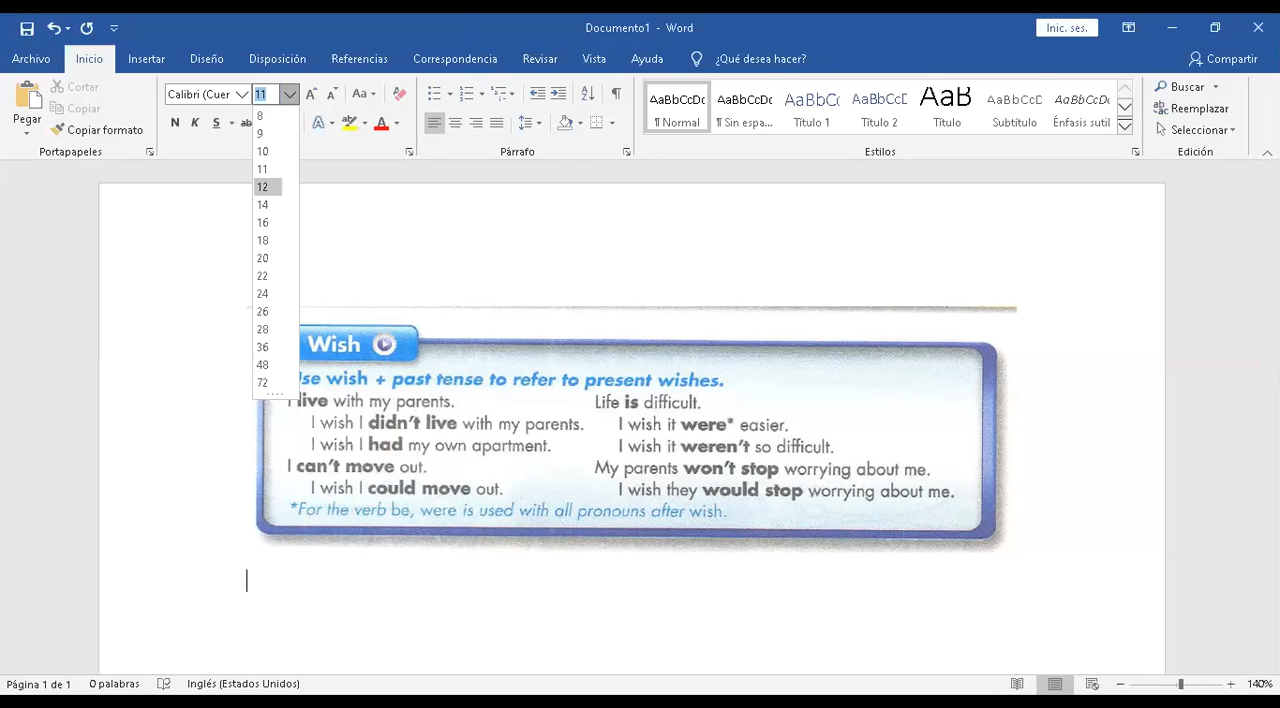 Documento1 - Word
Inic. ses.
Archivo
Inicio
Insertar
Diseño
Disposición
Referencias
Correspondencia
Revisar
Vista
Ayuda
¿Qué desea hacer?
Compartir
Pegar
Cortar
Copiar
Copiar formato
Portapapeles
Calibri (Cuer
11
Aa
N K S ab
A
A
Párrafo
AaBbCcDc
¶ Normal
AaBbCcDc
¶ Sin espa...
AaBbC(
Título 1
AaBbCcD
Título 2
AaB
Título
AaBbCcD
Subtítulo
AaBbCcD(
Énfasis sutil
Estilos
Buscar
Reemplazar
Seleccionar
Edición
8
9
10
11
12
14
16
18
20
22
24
26
28
36
48
72
Wish
wish + past tense to refer to present wishes.
I live with my parents.
I wish I didn't live with my parents.
I wish I had my own apartment.
I can't move out.
I wish I could move out.
Life is difficult.
I wish it were* easier.
I wish it weren't so difficult.
My parents won't stop worrying about me.
I wish they would stop worrying about me.
*For the verb be, were is used with all pronouns after wish.
Página 1 de 1
0 palabras
Inglés (Estados Unidos)
140%